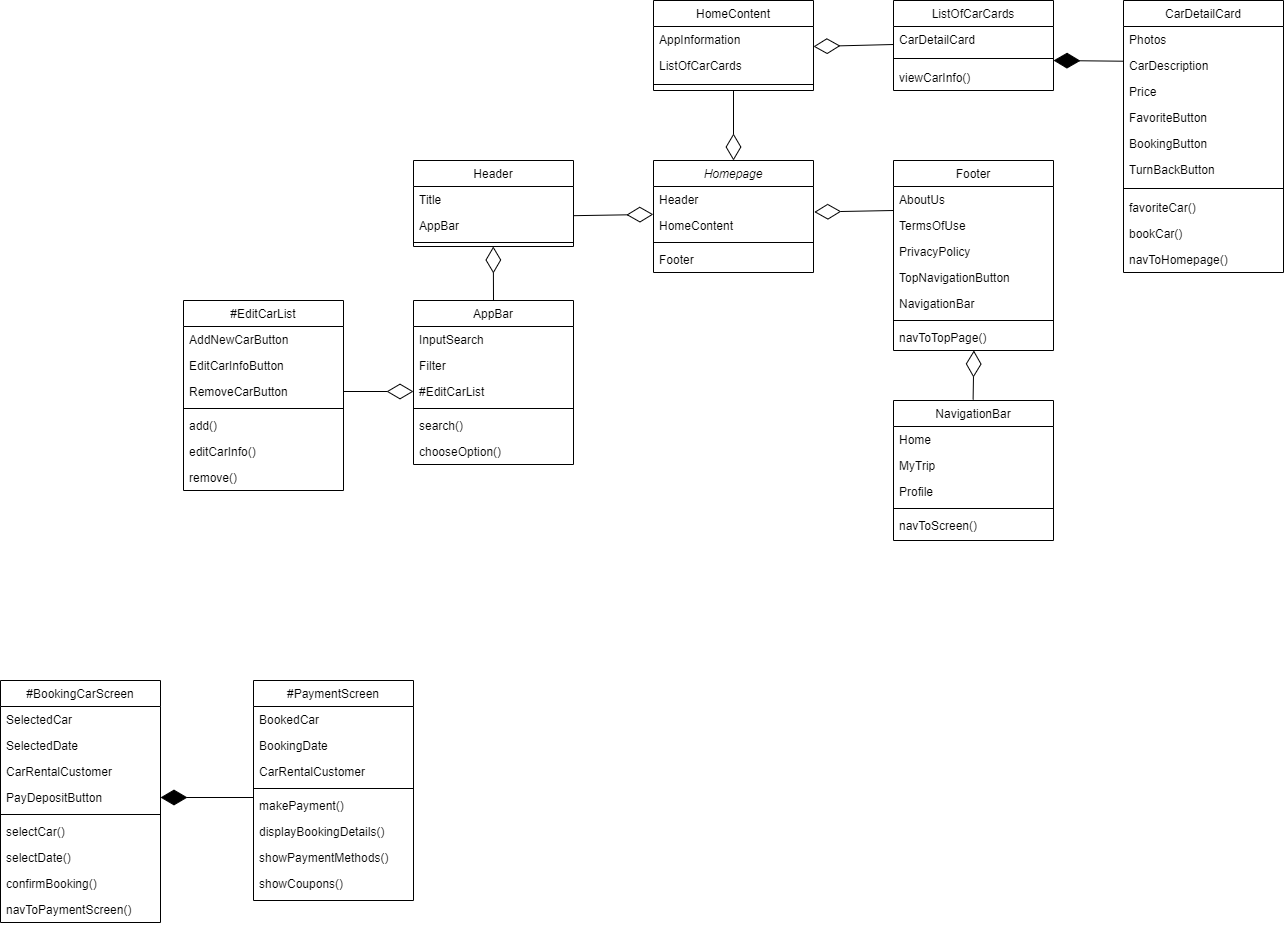 HomeContent
AppInformation
ListOfCarCards
ListOfCarCards
CarDetailCard
viewCarInfo()
CarDetailCard
Photos
CarDescription
Price
FavoriteButton
BookingButton
TurnBackButton
favoriteCar()
bookCar()
navToHomepage()
Header
Title
AppBar
Homepage
Header
HomeContent
Footer
Footer
AboutUs
TermsOfUse
PrivacyPolicy
TopNavigationButton
NavigationBar
navToTopPage()
#EditCarList
AddNewCarButton
EditCarInfoButton
RemoveCarButton
add()
editCarInfo()
remove()
AppBar
InputSearch
Filter
#EditCarList
search()
chooseOption()
NavigationBar
Home
MyTrip
Profile
navToScreen()
#BookingCarScreen
SelectedCar
SelectedDate
CarRentalCustomer
PayDepositButton
selectCar()
selectDate()
confirmBooking()
navToPaymentScreen()
#PaymentScreen
BookedCar
BookingDate
CarRentalCustomer
makePayment()
displayBookingDetails()
showPaymentMethods()
showCoupons()